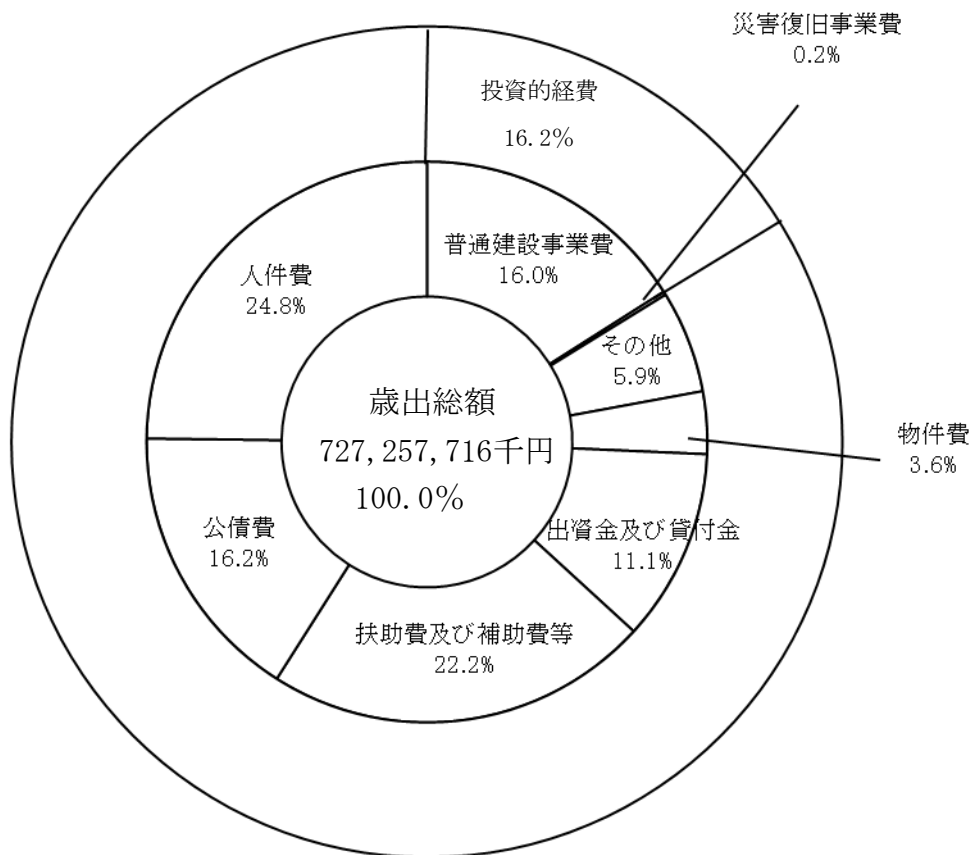 災害復旧事業費
0.2%
投資的経費
16.2%
普通建設事業費
16.0%
人件費
24.8%
その他
5.9%
歳出総額
727,257,716千円
100.0%
物件費
3.6%
出資金及び貸付金
11.1%
公債費
16.2%
扶助費及び補助費等
22.2%